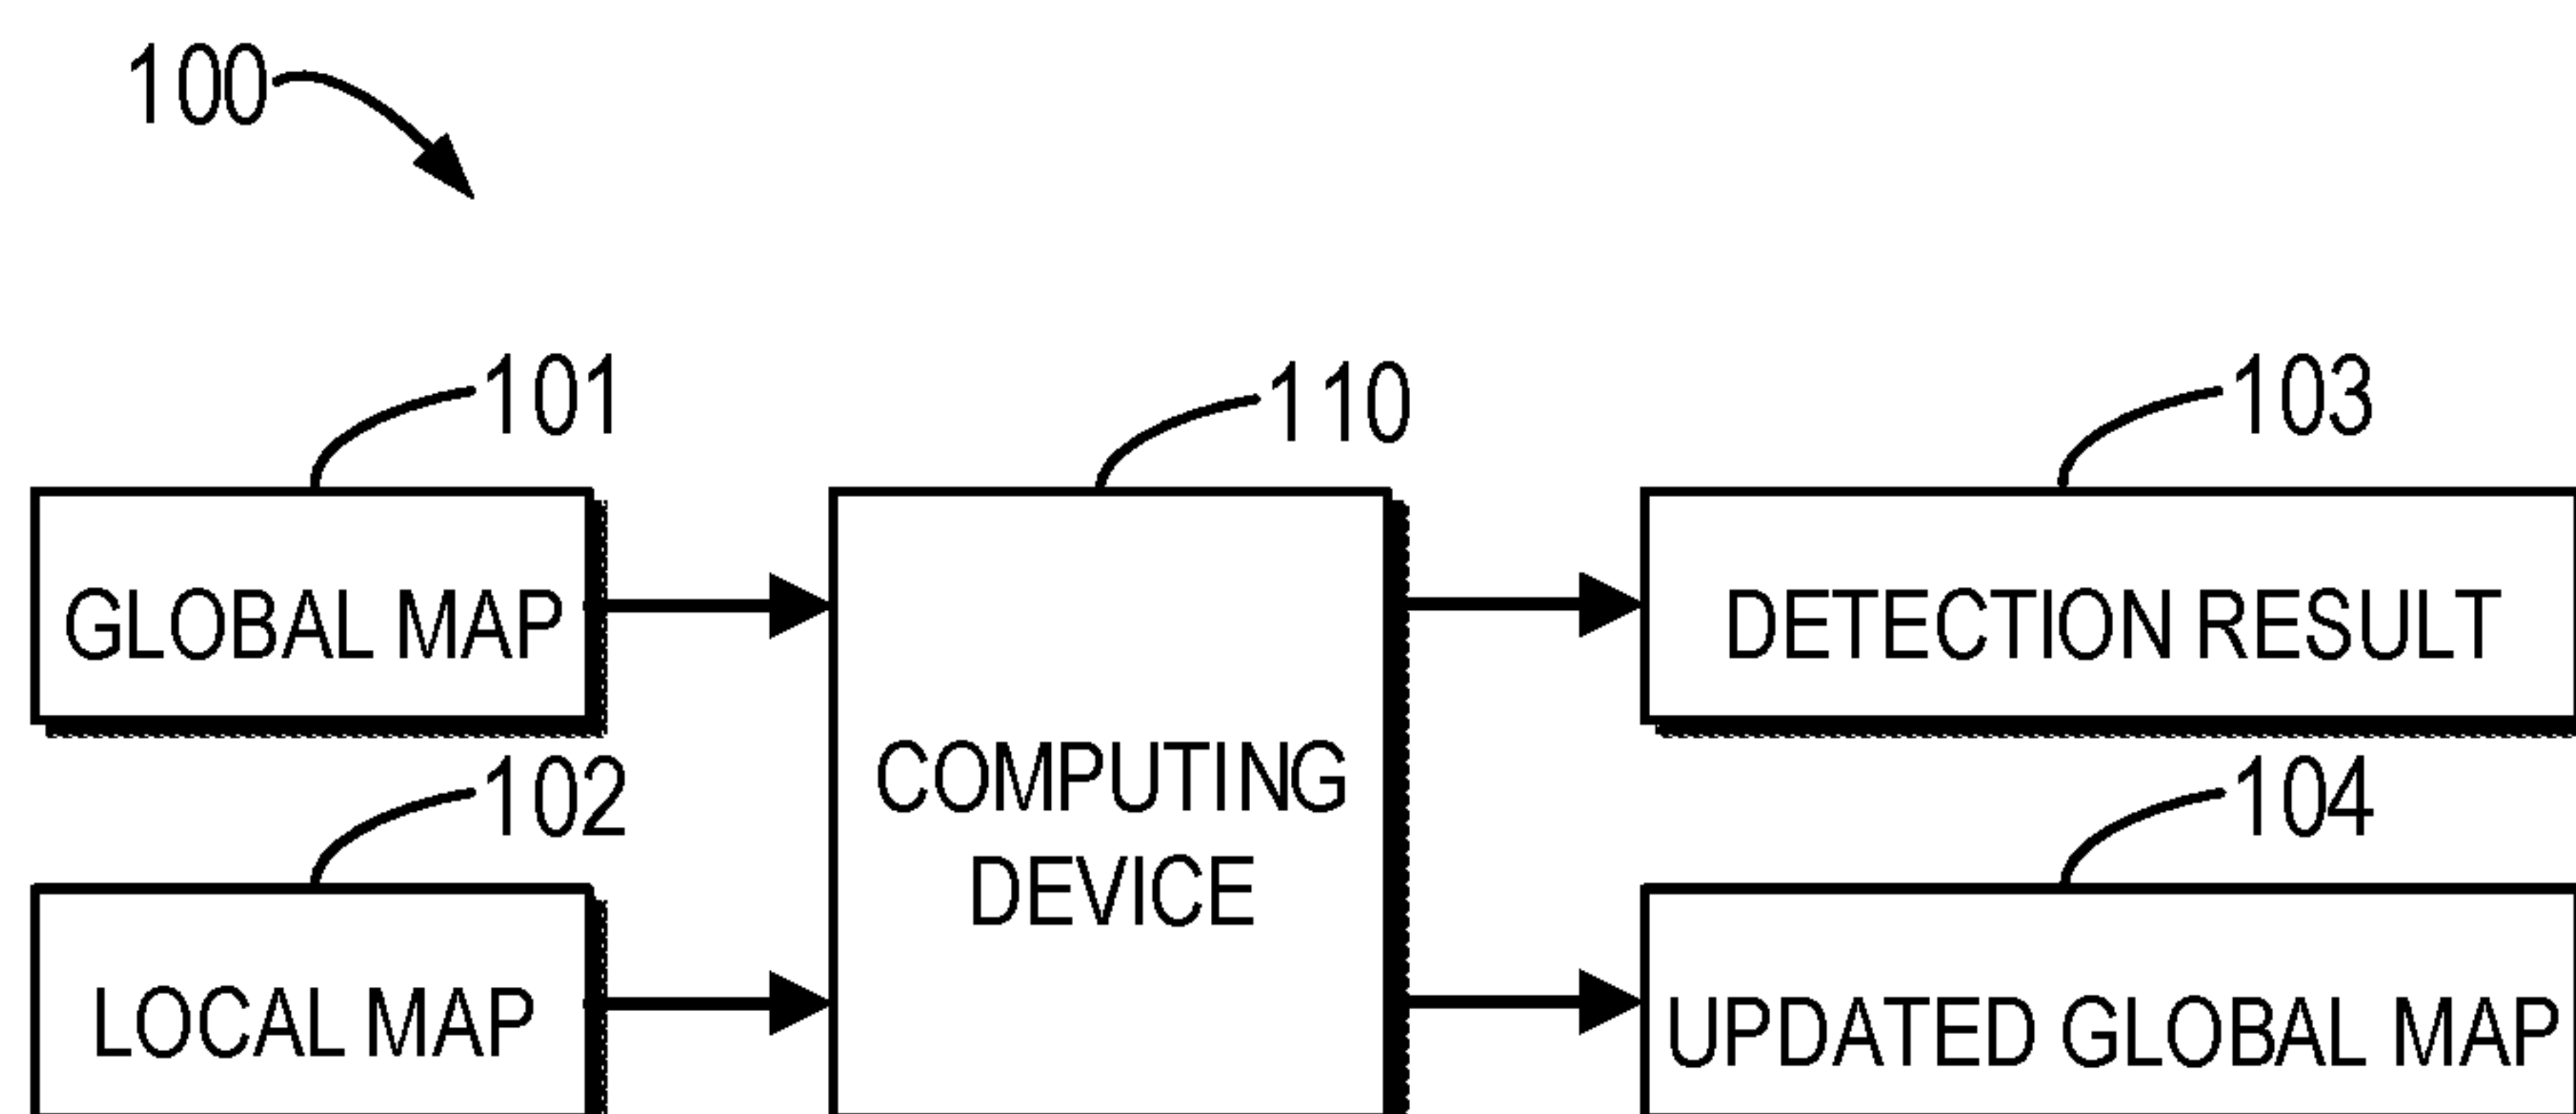 100
101
110
103
GLOBAL MAP
DETECTION RESULT
COMPUTING
DEVICE
102
104
LOCAL MAP
UPDATED GLOBAL MAP